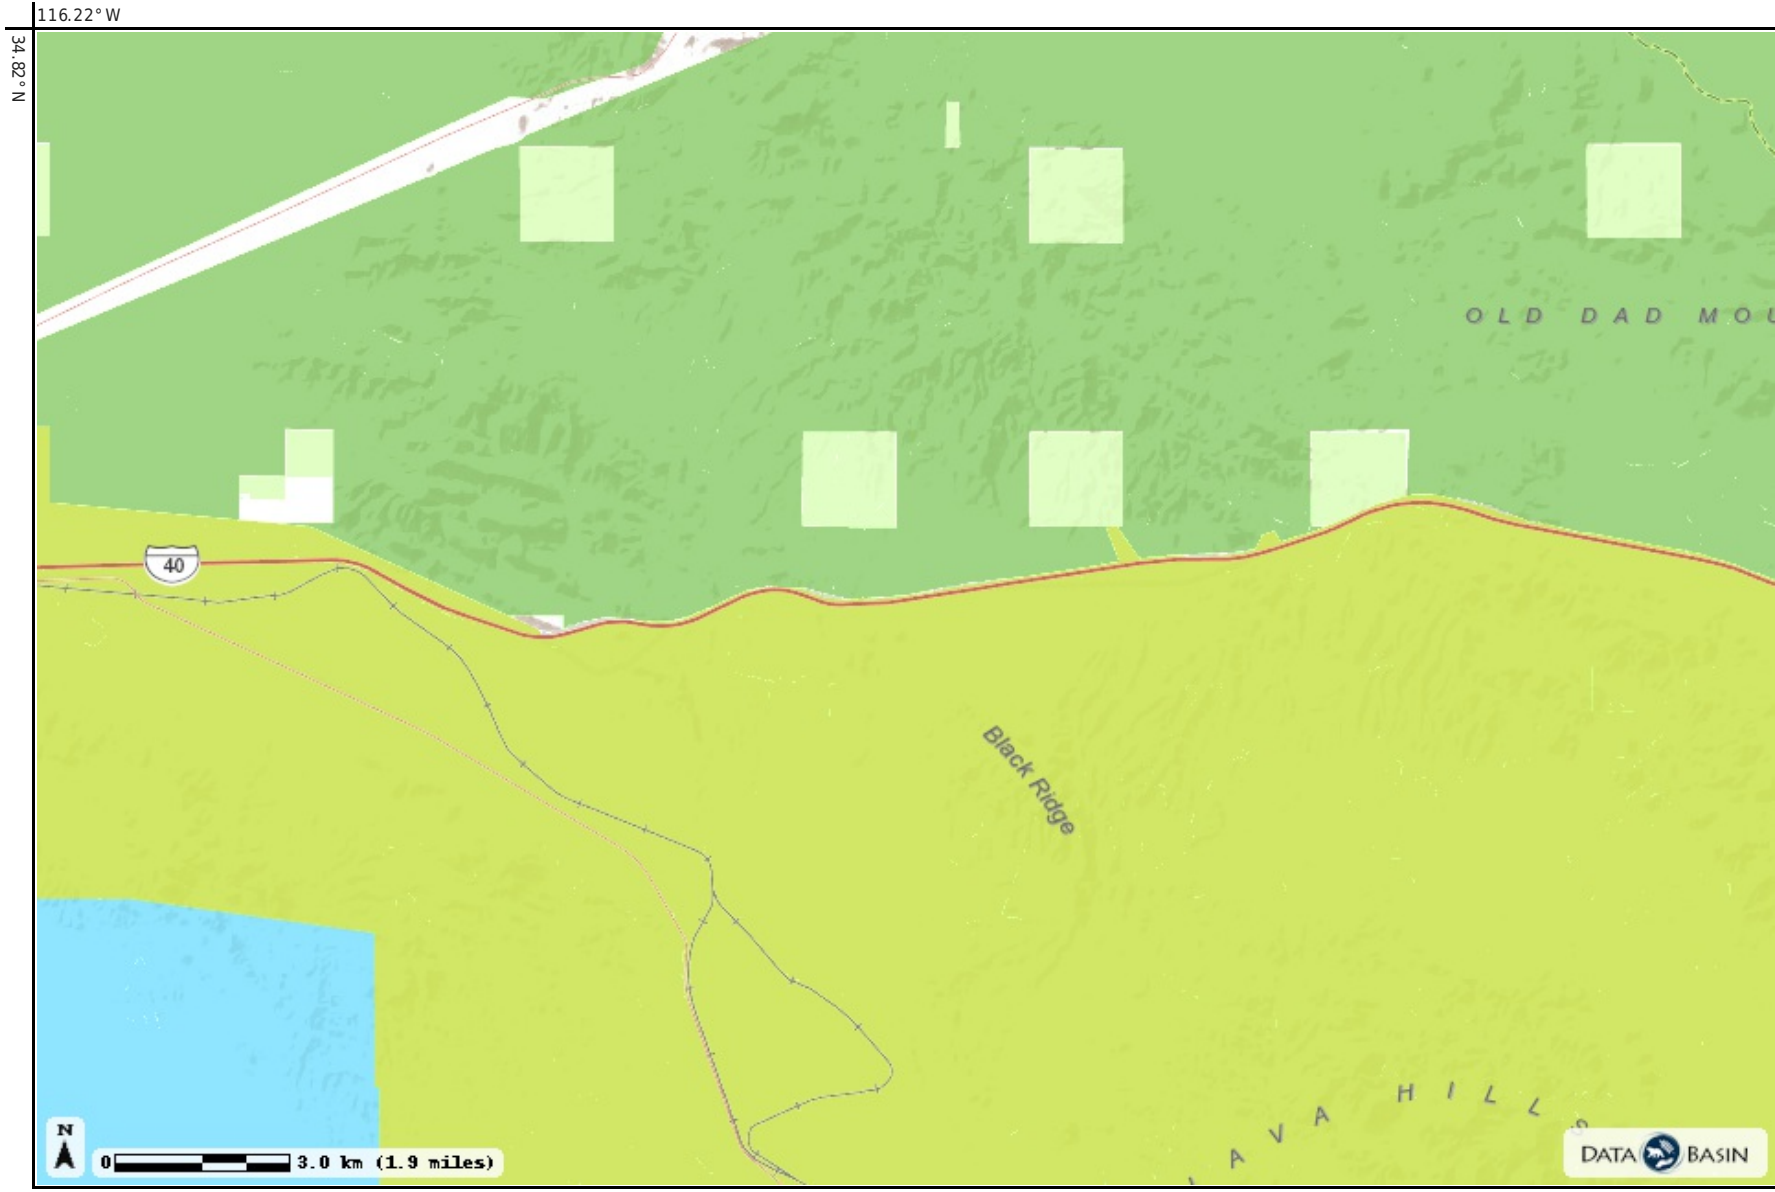 116.22° W
34.82° N
OLD DAD MOU
40
Black Ridge
AVA HILLS
N
0 3.0 km (1.9 miles)
DATA BASIN